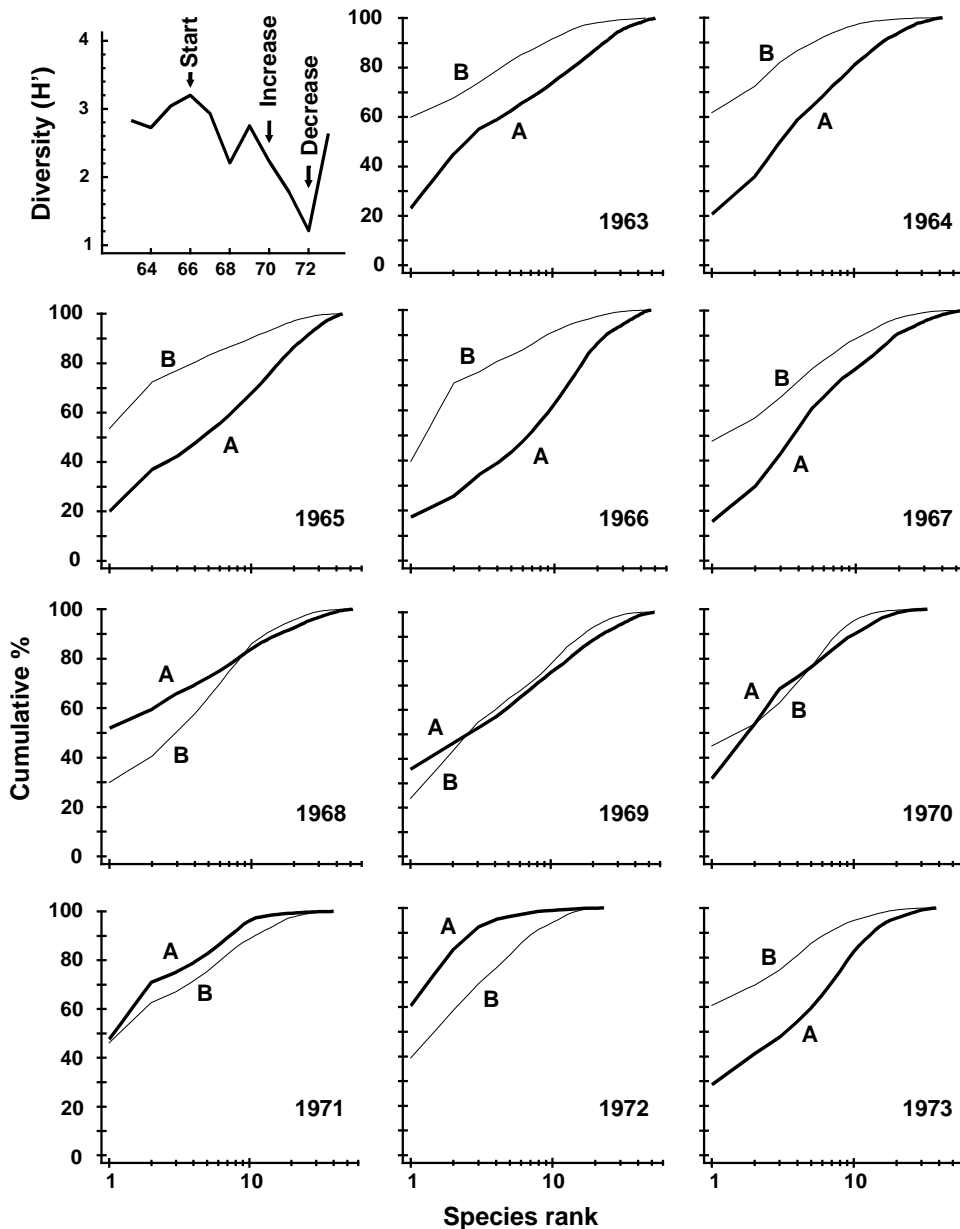 Diversity (H')
4
3
2
1
64 66 68 70 72
Start
Increase
Decrease
100
80
60
40
20
0
B
A
1963
B
A
1964
100
80
60
40
20
0
B
A
1965
B
A
1966
B
A
1967
Cumulative %
100
80
60
40
20
0
A
B
1968
A
B
1969
A
B
1970
100
80
60
40
20
0
A
B
1971
A
B
1972
B
A
1973
1 10
1 10
1 10
Species rank